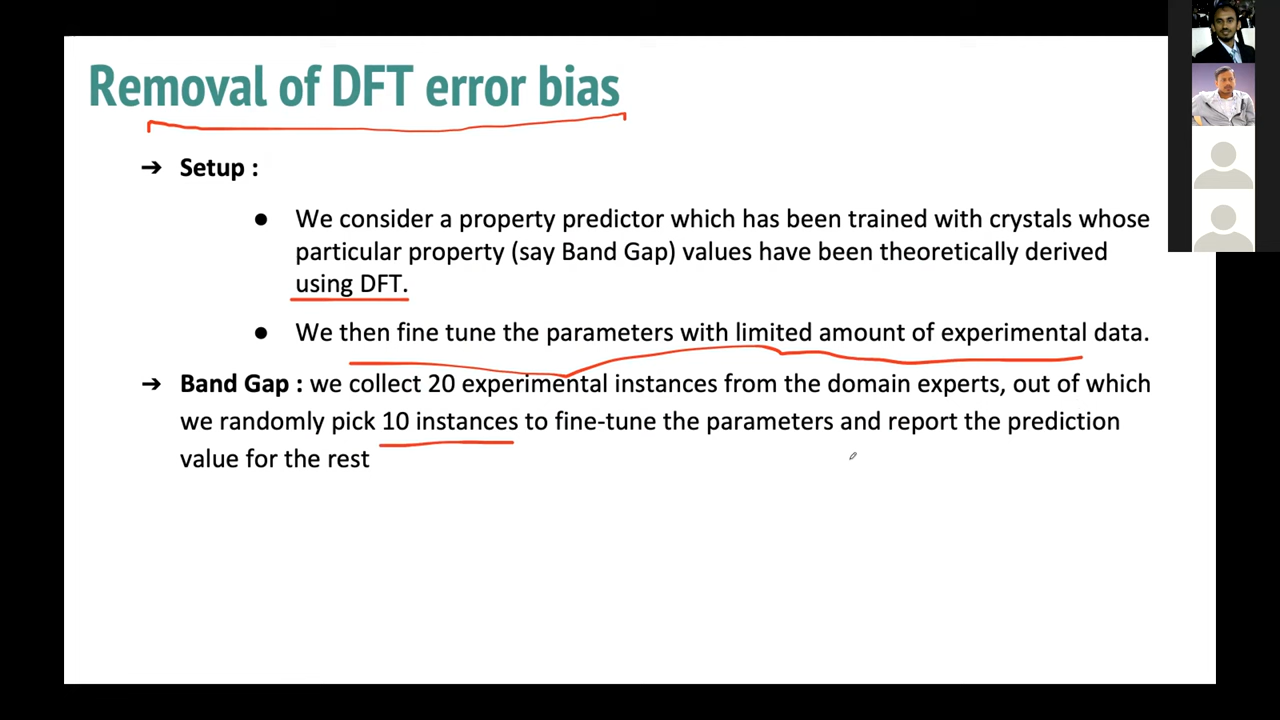 Removal of DFT error bias
➔ Setup :
● We consider a property predictor which has been trained with crystals whose
particular property (say Band Gap) values have been theoretically derived
using DFT.
● We then fine tune the parameters with limited amount of experimental data.
➔ Band Gap : we collect 20 experimental instances from the domain experts, out of which
we randomly pick 10 instances to fine-tune the parameters and report the prediction
value for the rest